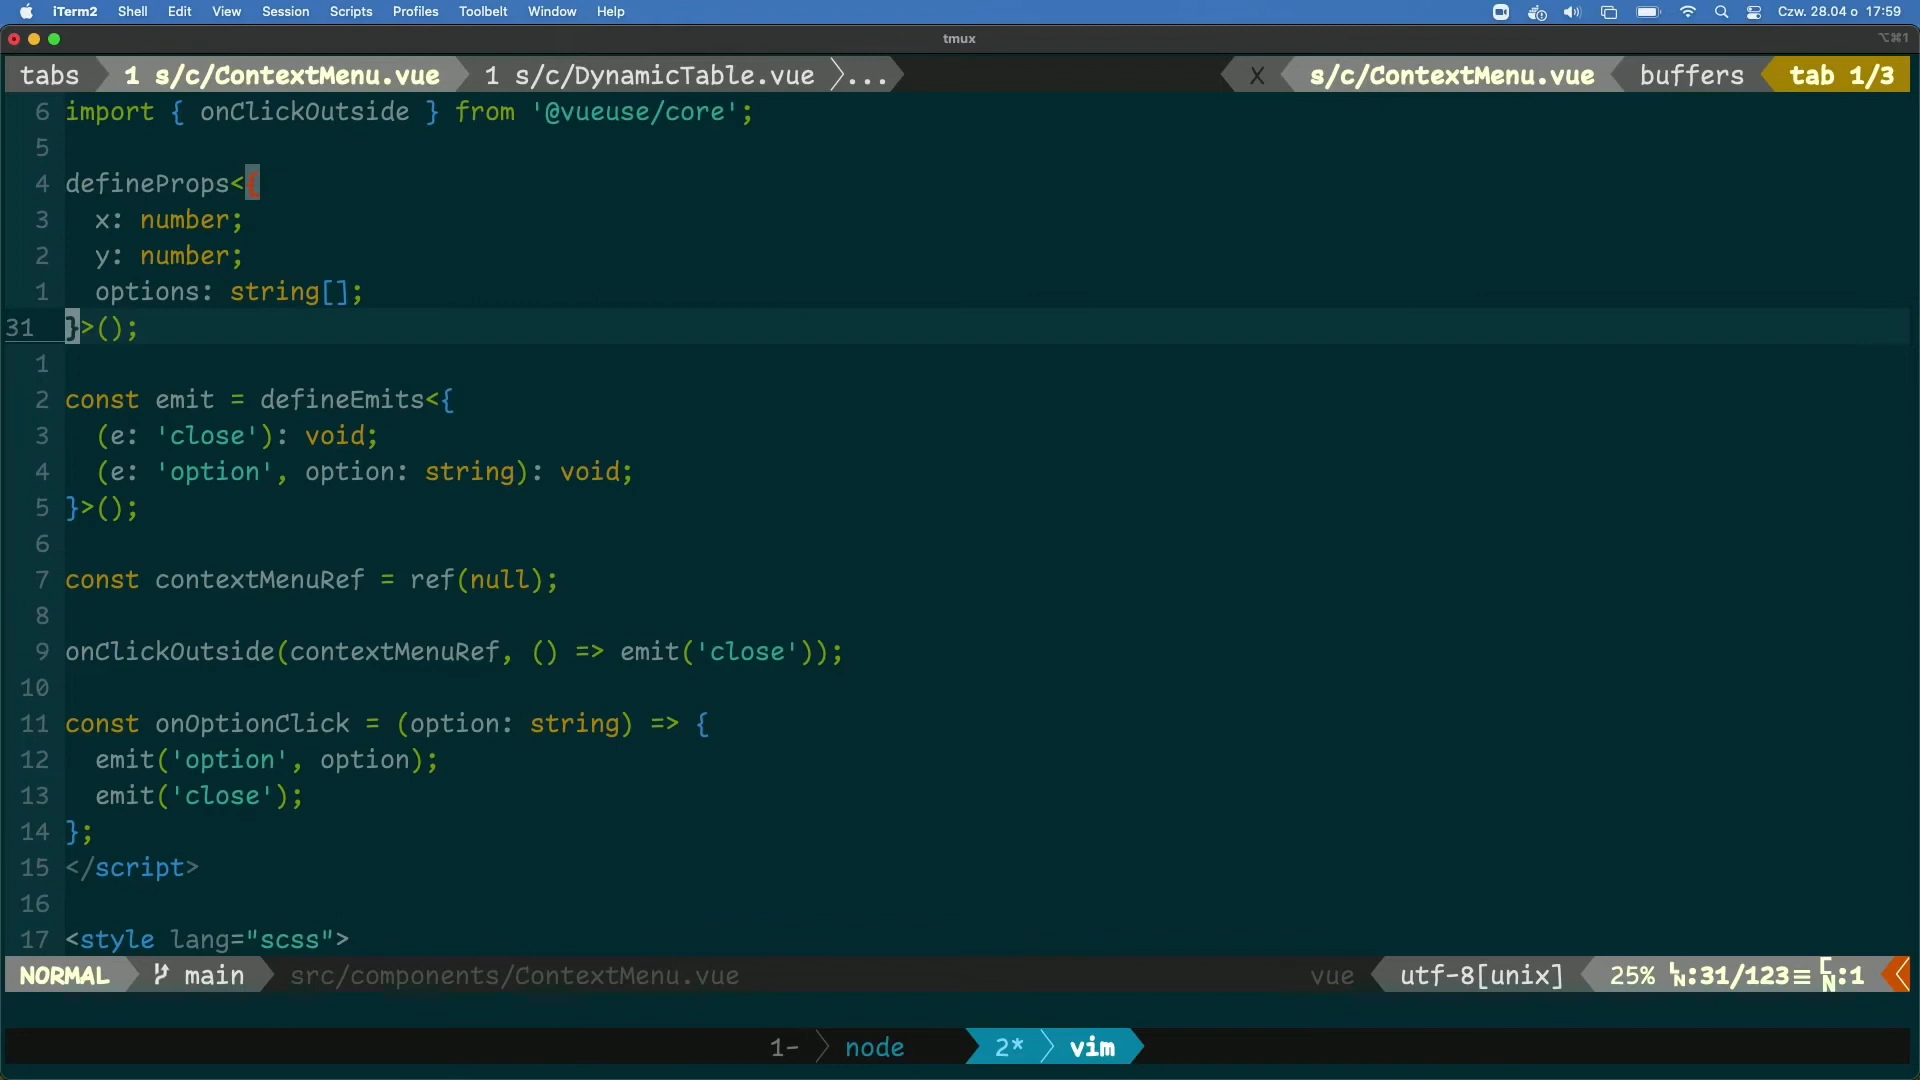 iTerm2 Shell Edit View Session Scripts Profiles Toolbelt Window Help Czw. 28.04 o 17:59
tmux ⌥⌘1
tabs 1 s/c/ContextMenu.vue 1 s/c/DynamicTable.vue ... X s/c/ContextMenu.vue buffers tab 1/3
6 import { onClickOutside } from '@vueuse/core';
5
4 defineProps<{
3 x: number;
2 y: number;
1 options: string[];
31 }>();
1
2 const emit = defineEmits<{
3 (e: 'close'): void;
4 (e: 'option', option: string): void;
5 }>();
6
7 const contextMenuRef = ref(null);
8
9 onClickOutside(contextMenuRef, () => emit('close'));
10
11 const onOptionClick = (option: string) => {
12 emit('option', option);
13 emit('close');
14 };
15 </script>
16
17 <style lang="scss">
NORMAL main src/components/ContextMenu.vue vue utf-8[unix] 25% LN:31/123≡ CN:1
1- node 2* vim